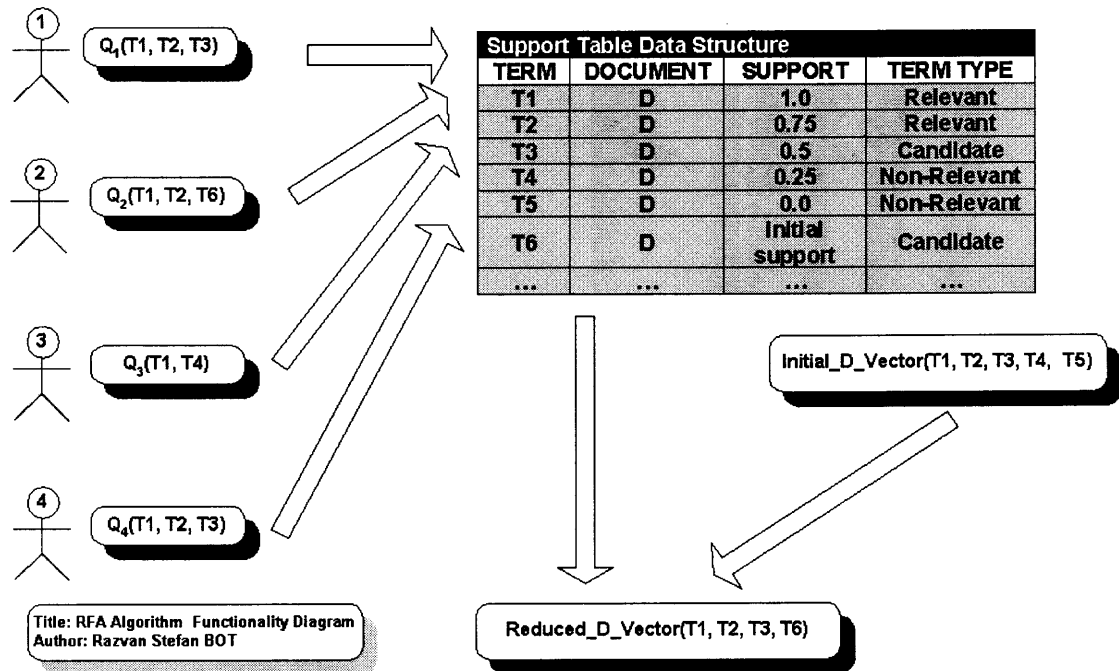 1
Q1(T1, T2, T3)
2
Q2(T1, T2, T6)
3
Q3(T1, T4)
4
Q4(T1, T2, T3)
Support Table Data Structure
TERM DOCUMENT SUPPORT TERM TYPE
T1 D 1.0 Relevant
T2 D 0.75 Relevant
T3 D 0.5 Candidate
T4 D 0.25 Non-Relevant
T5 D 0.0 Non-Relevant
T6 D Initial support Candidate
... ... ... ...
Initial_D_Vector(T1, T2, T3, T4, T5)
Title: RFA Algorithm Functionality Diagram
Author: Razvan Stefan BOT
Reduced_D_Vector(T1, T2, T3, T6)